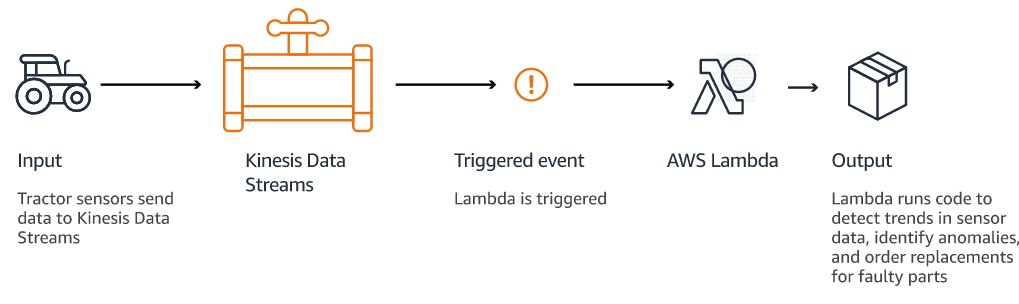 Input
Tractor sensors send
data to Kinesis Data
Streams
Kinesis Data
Streams
Triggered event
Lambda is triggered
AWS Lambda
Output
Lambda runs code to
detect trends in sensor
data, identify anomalies,
and order replacements
for faulty parts